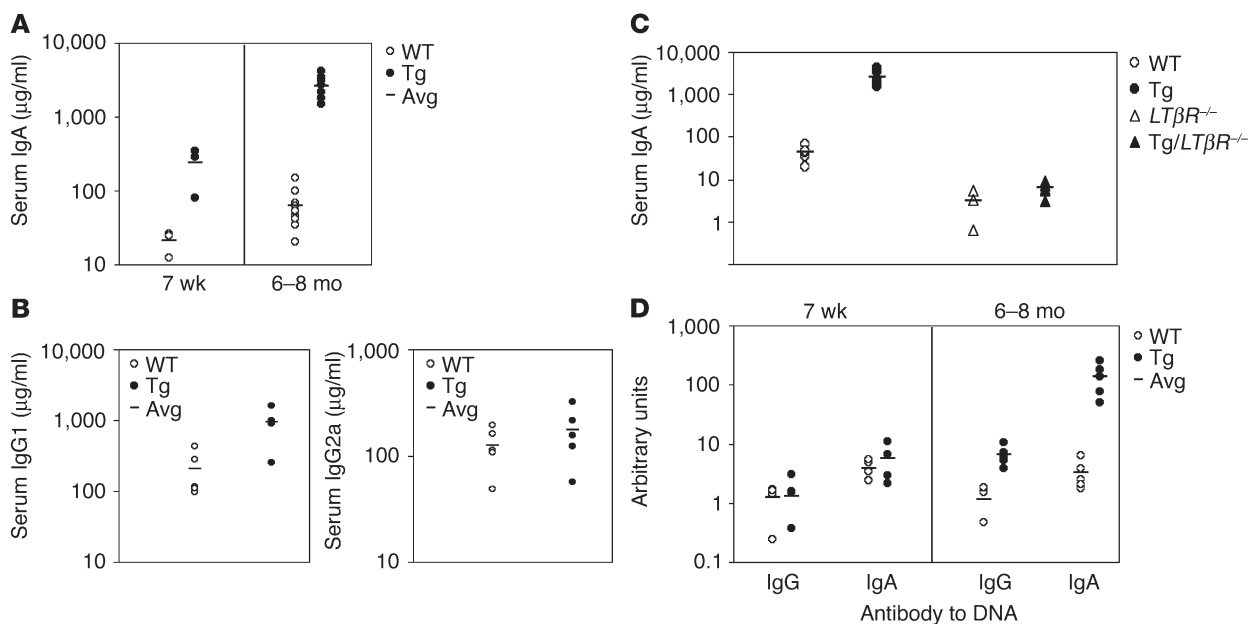 A
Serum IgA (μg/ml)
10,000
1,000
100
10
7 wk
6–8 mo
WT
Tg
Avg
B
Serum IgG1 (μg/ml)
10,000
1,000
100
10
WT
Tg
Avg
Serum IgG2a (μg/ml)
1,000
100
10
WT
Tg
Avg
C
Serum IgA (μg/ml)
10,000
1,000
100
10
1
WT
Tg
LTβR–/–
Tg/LTβR–/–
D
7 wk
6–8 mo
Arbitrary units
1,000
100
10
1
0.1
IgG
IgA
IgG
IgA
Antibody to DNA
WT
Tg
Avg